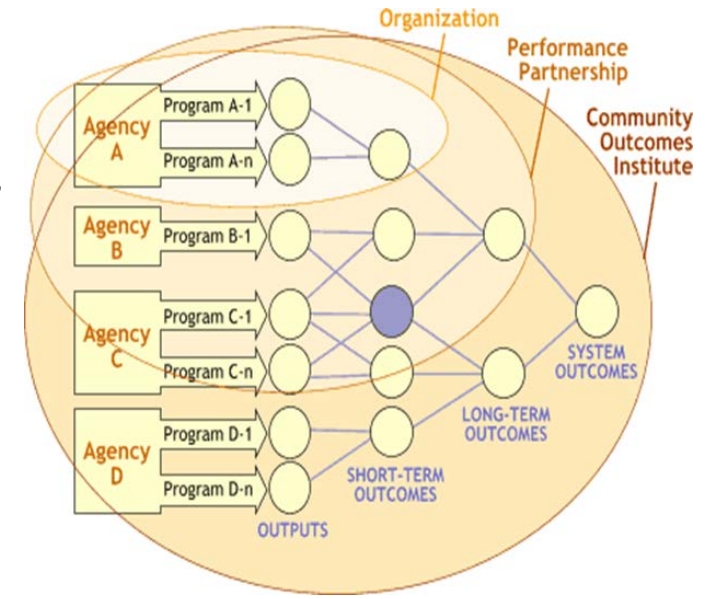 Organization
Performance
Partnership
Community
Outcomes
Institute
Agency
A
Program A-1
Program A-n
Agency
B
Program B-1
Agency
C
Program C-1
Program C-n
Agency
D
Program D-1
Program D-n
OUTPUTS
SHORT-TERM
OUTCOMES
LONG-TERM
OUTCOMES
SYSTEM
OUTCOMES